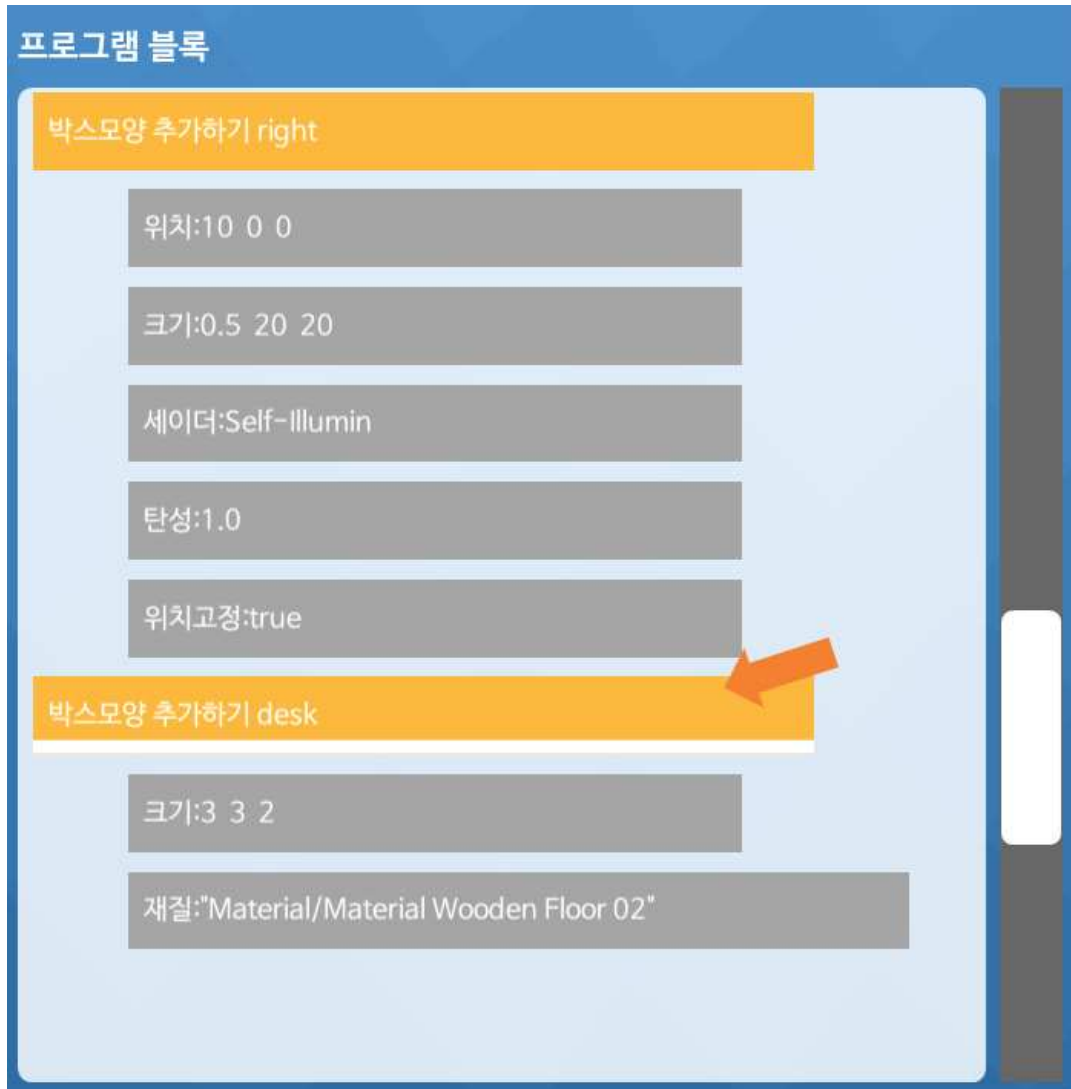 프로그램 블록
박스모양 추가하기 right
위치:10 0 0
크기:0.5 20 20
세이더:Self-Illumin
탄성:1.0
위치고정:true
박스모양 추가하기 desk
크기:3 3 2
재질:"Material/Material Wooden Floor 02"